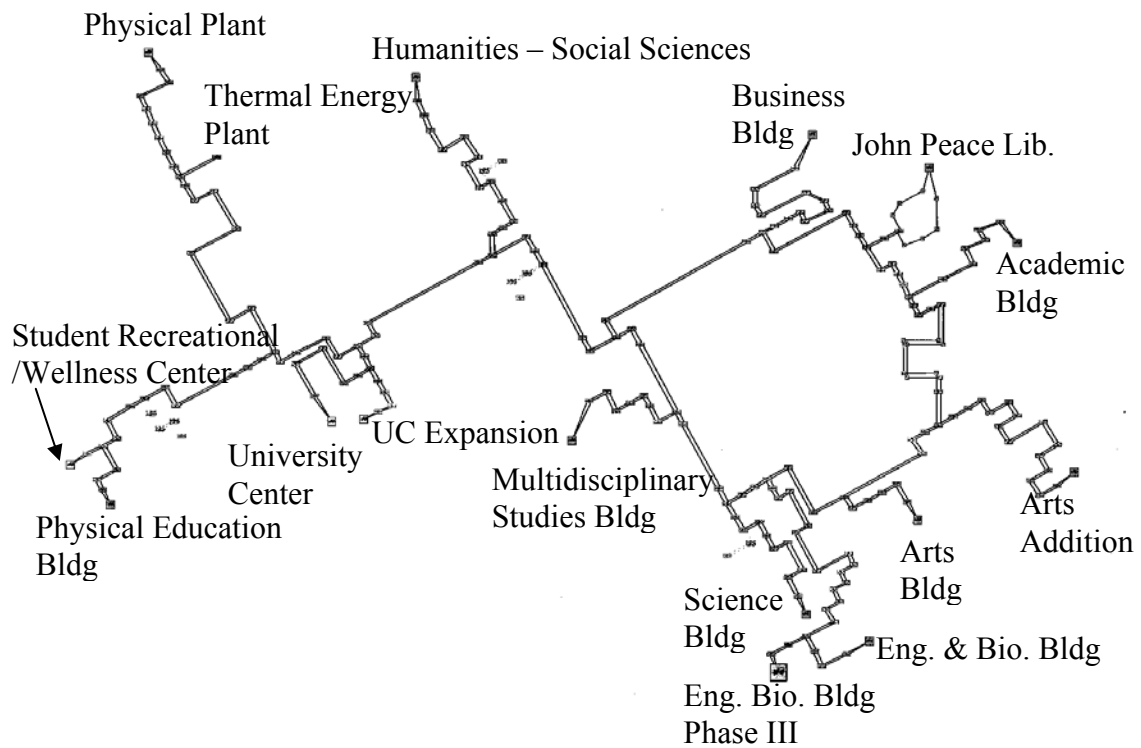 Physical Plant
Humanities – Social Sciences
Thermal Energy
Plant
Business
Bldg
John Peace Lib.
Academic
Bldg
Student Recreational
/Wellness Center
University
Center
UC Expansion
Multidisciplinary
Studies Bldg
Physical Education
Bldg
Arts
Addition
Arts
Bldg
Science
Bldg
Eng. & Bio. Bldg
Eng. Bio. Bldg
Phase III